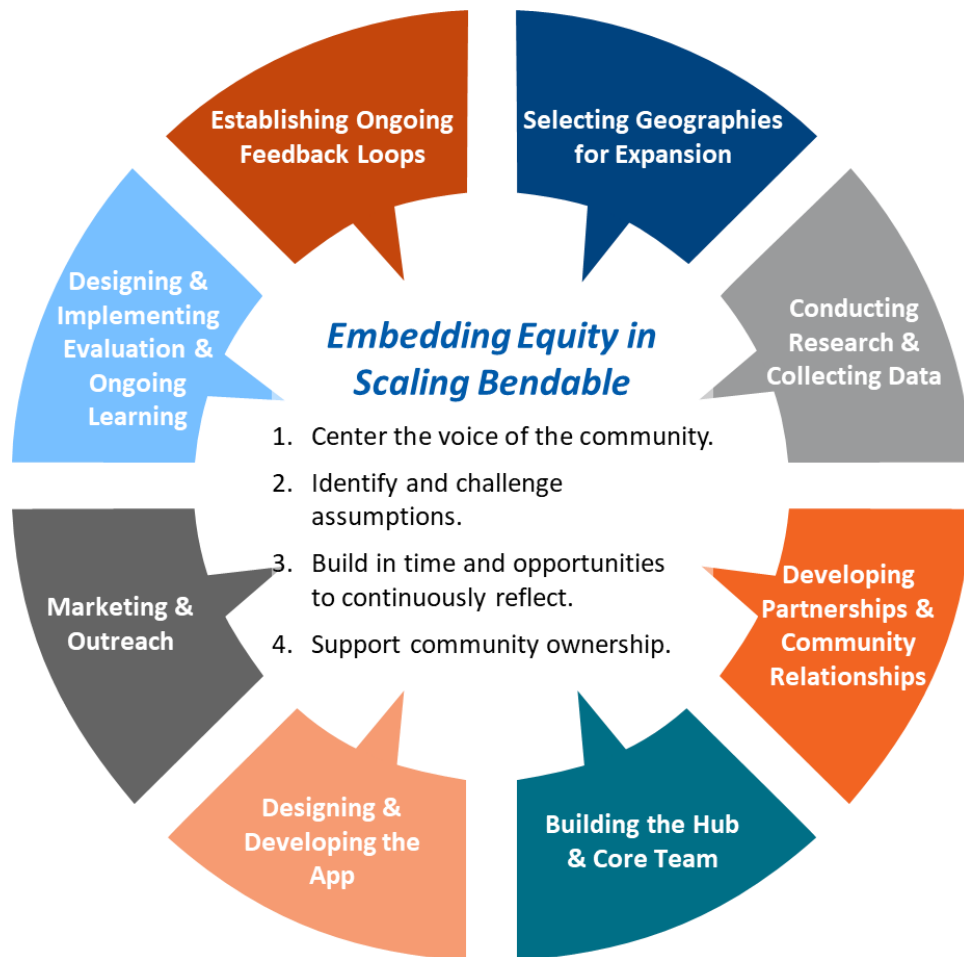 Establishing Ongoing
Feedback Loops
Selecting Geographies
for Expansion
Conducting
Research &
Collecting Data
Developing
Partnerships &
Community
Relationships
Building the Hub
& Core Team
Designing &
Developing the
App
Marketing &
Outreach
Designing &
Implementing
Evaluation &
Ongoing
Learning
Embedding Equity in
Scaling Bendable
1. Center the voice of the community.
2. Identify and challenge
assumptions.
3. Build in time and opportunities
to continuously reflect.
4. Support community ownership.